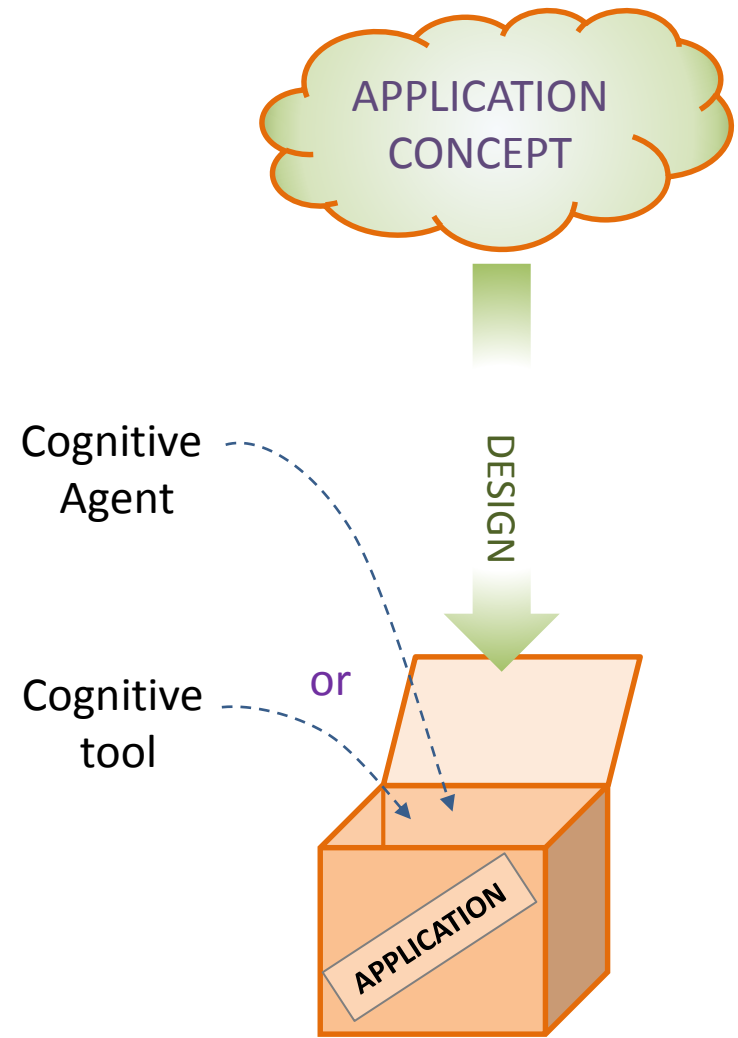 APPLICATION
CONCEPT
Cognitive
Agent
DESIGN
or
Cognitive
tool
APPLICATION